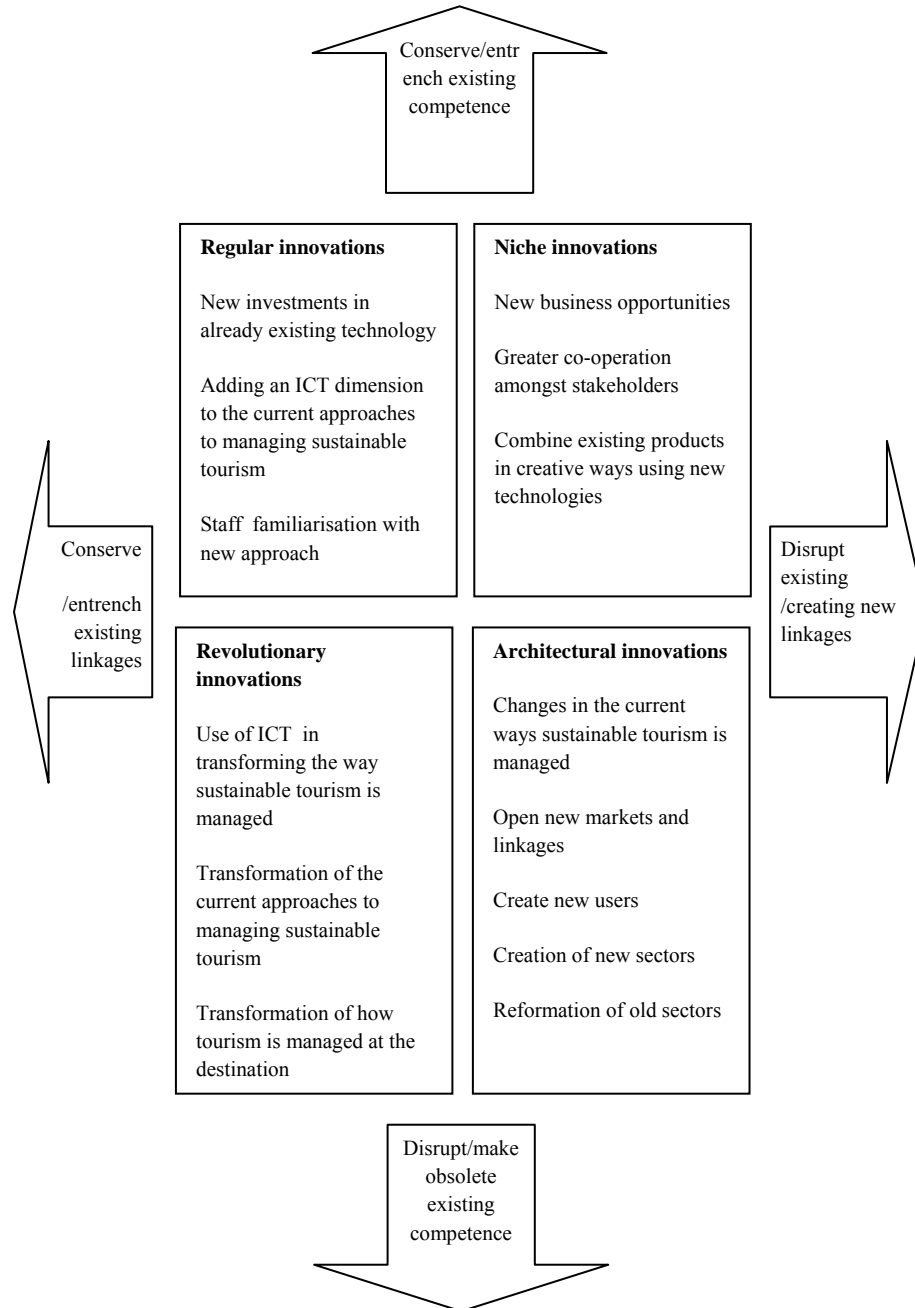 Conserve/entr
ench existing
competence
Regular innovations
New investments in
already existing technology
Adding an ICT dimension
to the current approaches
to managing sustainable
tourism
Staff familiarisation with
new approach
Niche innovations
New business opportunities
Greater co-operation
amongst stakeholders
Combine existing products
in creative ways using new
technologies
Conserve
/entrench
existing
linkages
Disrupt
existing
/creating new
linkages
Revolutionary
innovations
Use of ICT in
transforming the way
sustainable tourism is
managed
Transformation of the
current approaches to
managing sustainable
tourism
Transformation of how
tourism is managed at the
destination
Architectural innovations
Changes in the current
ways sustainable tourism is
managed
Open new markets and
linkages
Create new users
Creation of new sectors
Reformation of old sectors
Disrupt/make
obsolete
existing
competence